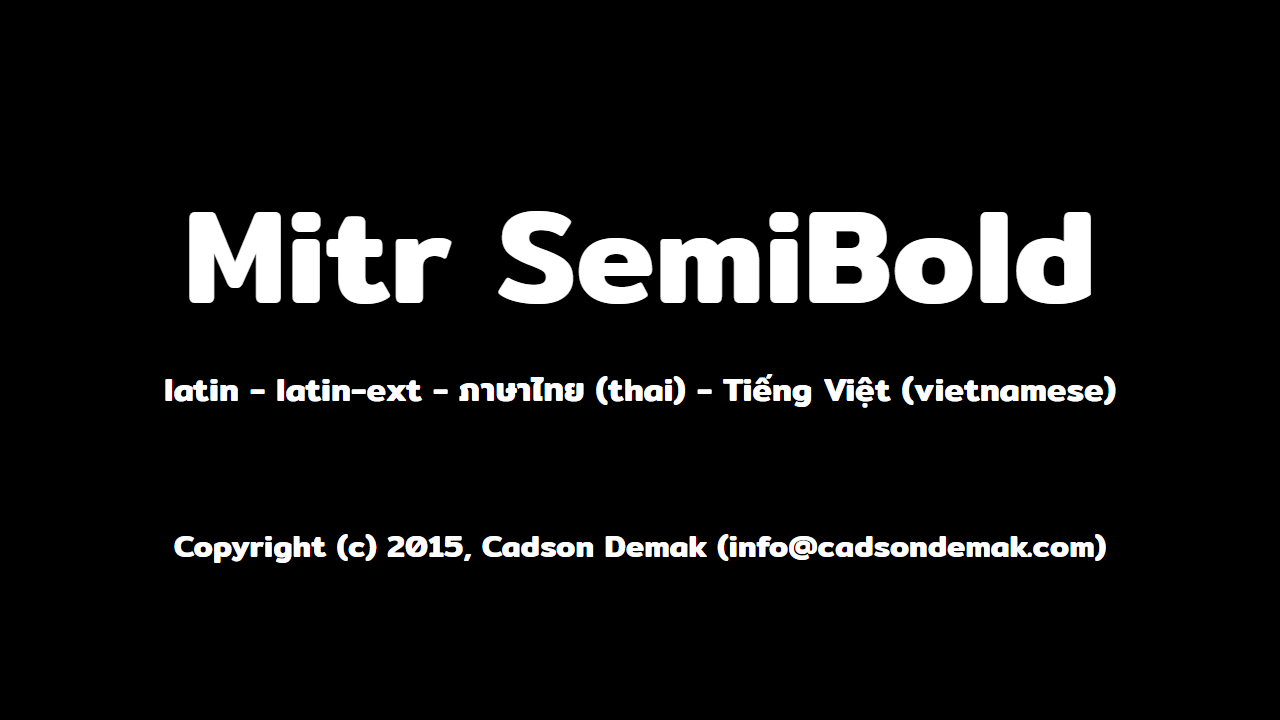 Mitr SemiBold
latin - latin-ext - ภาษาไทย (thai) - Tiếng Việt (vietnamese)
Copyright (c) 2015, Cadson Demak (info@cadsondemak.com)